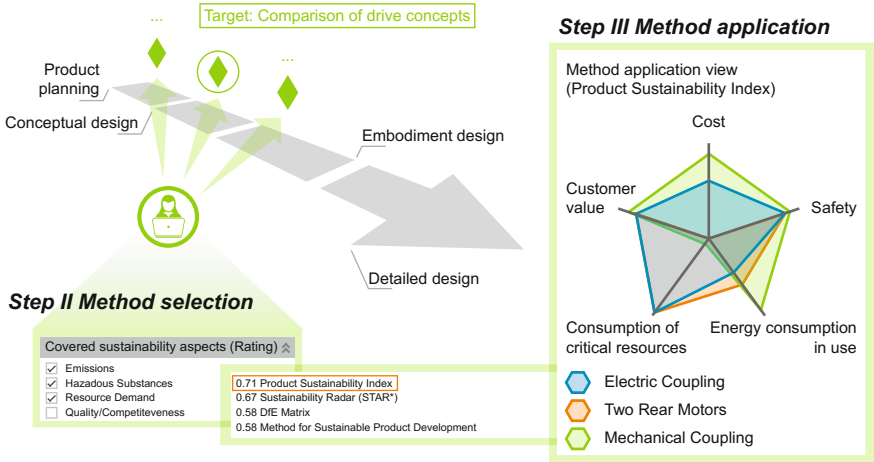 Target: Comparison of drive concepts
...
...
Product
planning
Conceptual design
Embodiment design
Detailed design
Step II Method selection
Covered sustainability aspects (Rating)
Emissions
Hazadous Substances
Resource Demand
Quality/Competiteveness
0.71 Product Sustainability Index
0.67 Sustainability Radar (STAR*)
0.58 DfE Matrix
0.58 Method for Sustainable Product Development
Step III Method application
Method application view
(Product Sustainability Index)
Cost
Customer
value
Safety
Consumption of
critical resources
Energy consumption
in use
Electric Coupling
Two Rear Motors
Mechanical Coupling